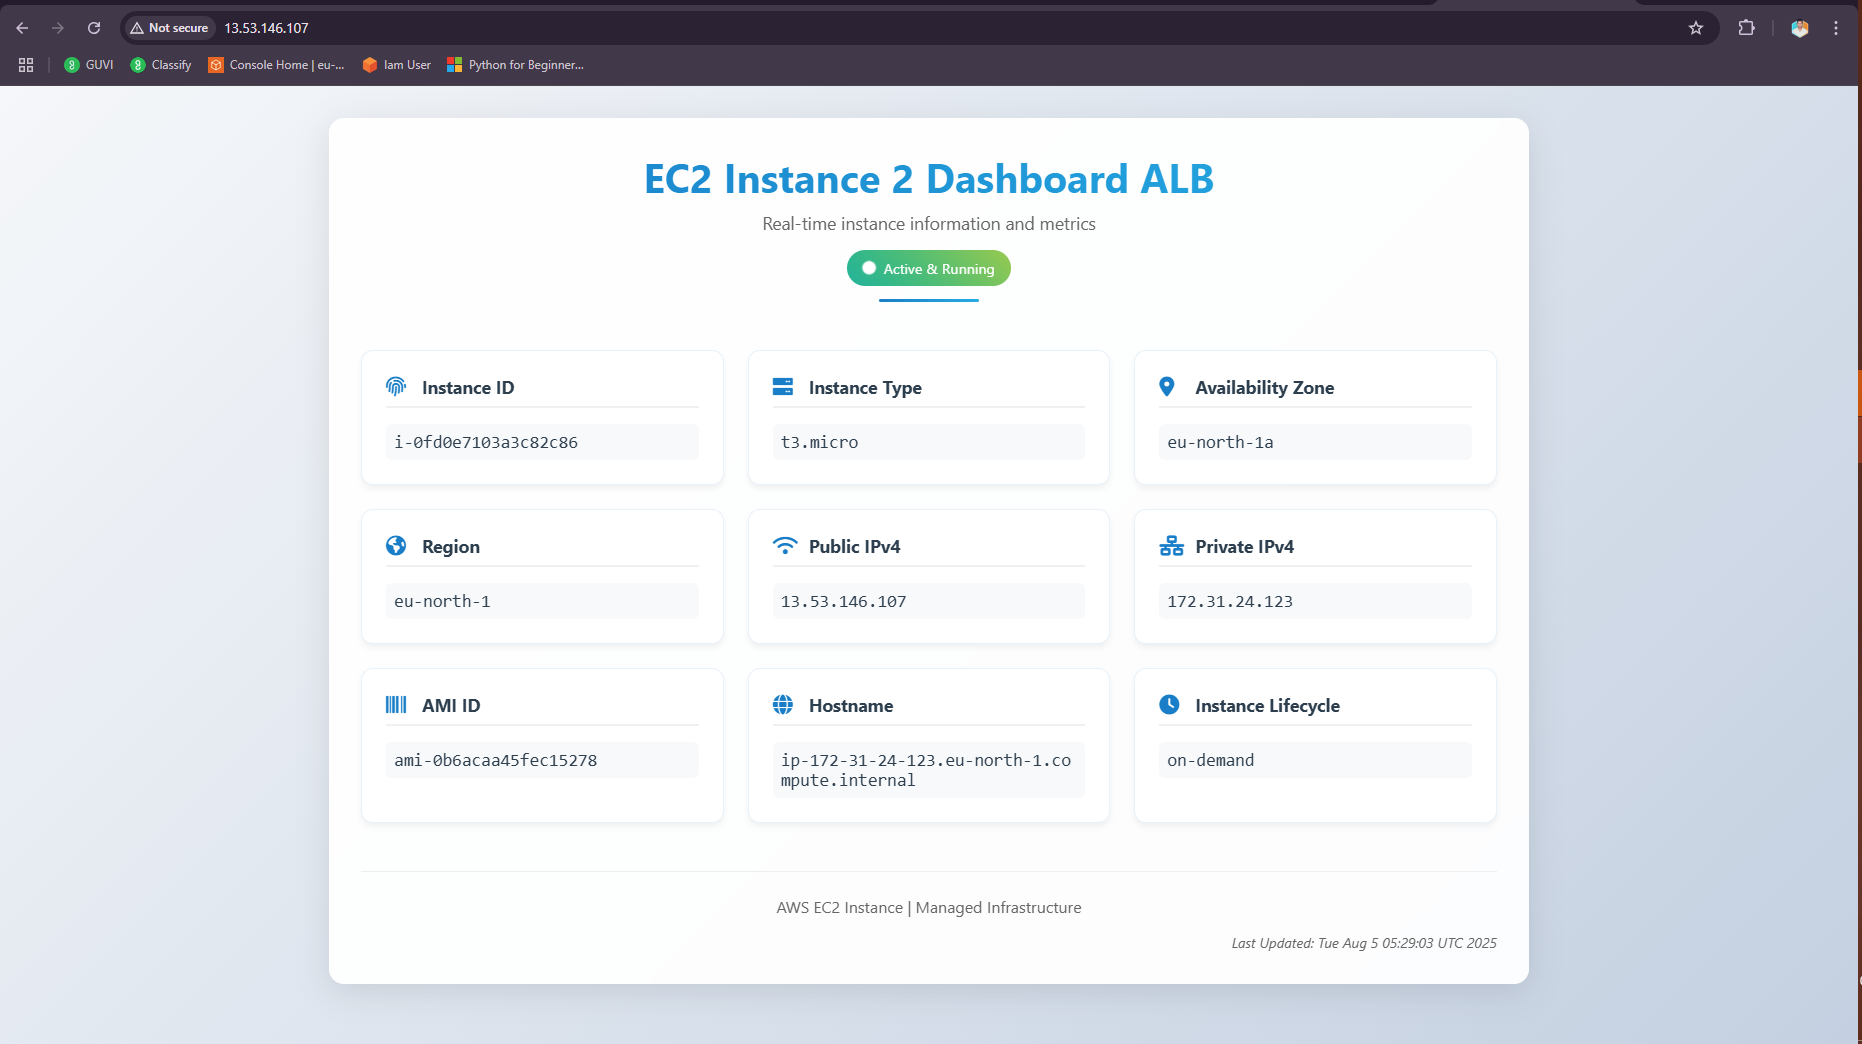 Not secure
13.53.146.107
GUVI
Classify
Console Home | eu-...
Iam User
Python for Beginner...
EC2 Instance 2 Dashboard ALB
Real-time instance information and metrics
Active & Running
Instance ID
i-0fd0e7103a3c82c86
Instance Type
t3.micro
Availability Zone
eu-north-1a
Region
eu-north-1
Public IPv4
13.53.146.107
Private IPv4
172.31.24.123
AMI ID
ami-0b6acaa45fec15278
Hostname
ip-172-31-24-123.eu-north-1.co
mpute.internal
Instance Lifecycle
on-demand
AWS EC2 Instance | Managed Infrastructure
Last Updated: Tue Aug 5 05:29:03 UTC 2025